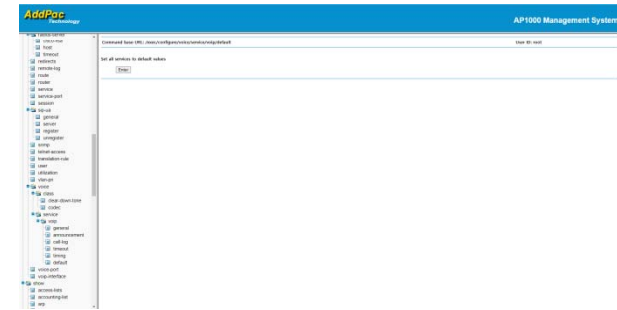 AddPac
Technology
AP1000 Management System
Command base URL: /exec/configure/voice/service/voip/default
User ID: root
Set all services to default values
Enter
radius-server
host
timeout
redirects
remote-log
route
router
service
service-port
session
sip-ua
general
server
register
unregister
snmp
telnet-access
translation-rule
user
utilization
vlan-pri
voice
class
clear-down-tone
codec
service
voip
general
announcement
call-log
timeout
timing
default
voice-port
voip-interface
show
access-lists
accounting-list
arp